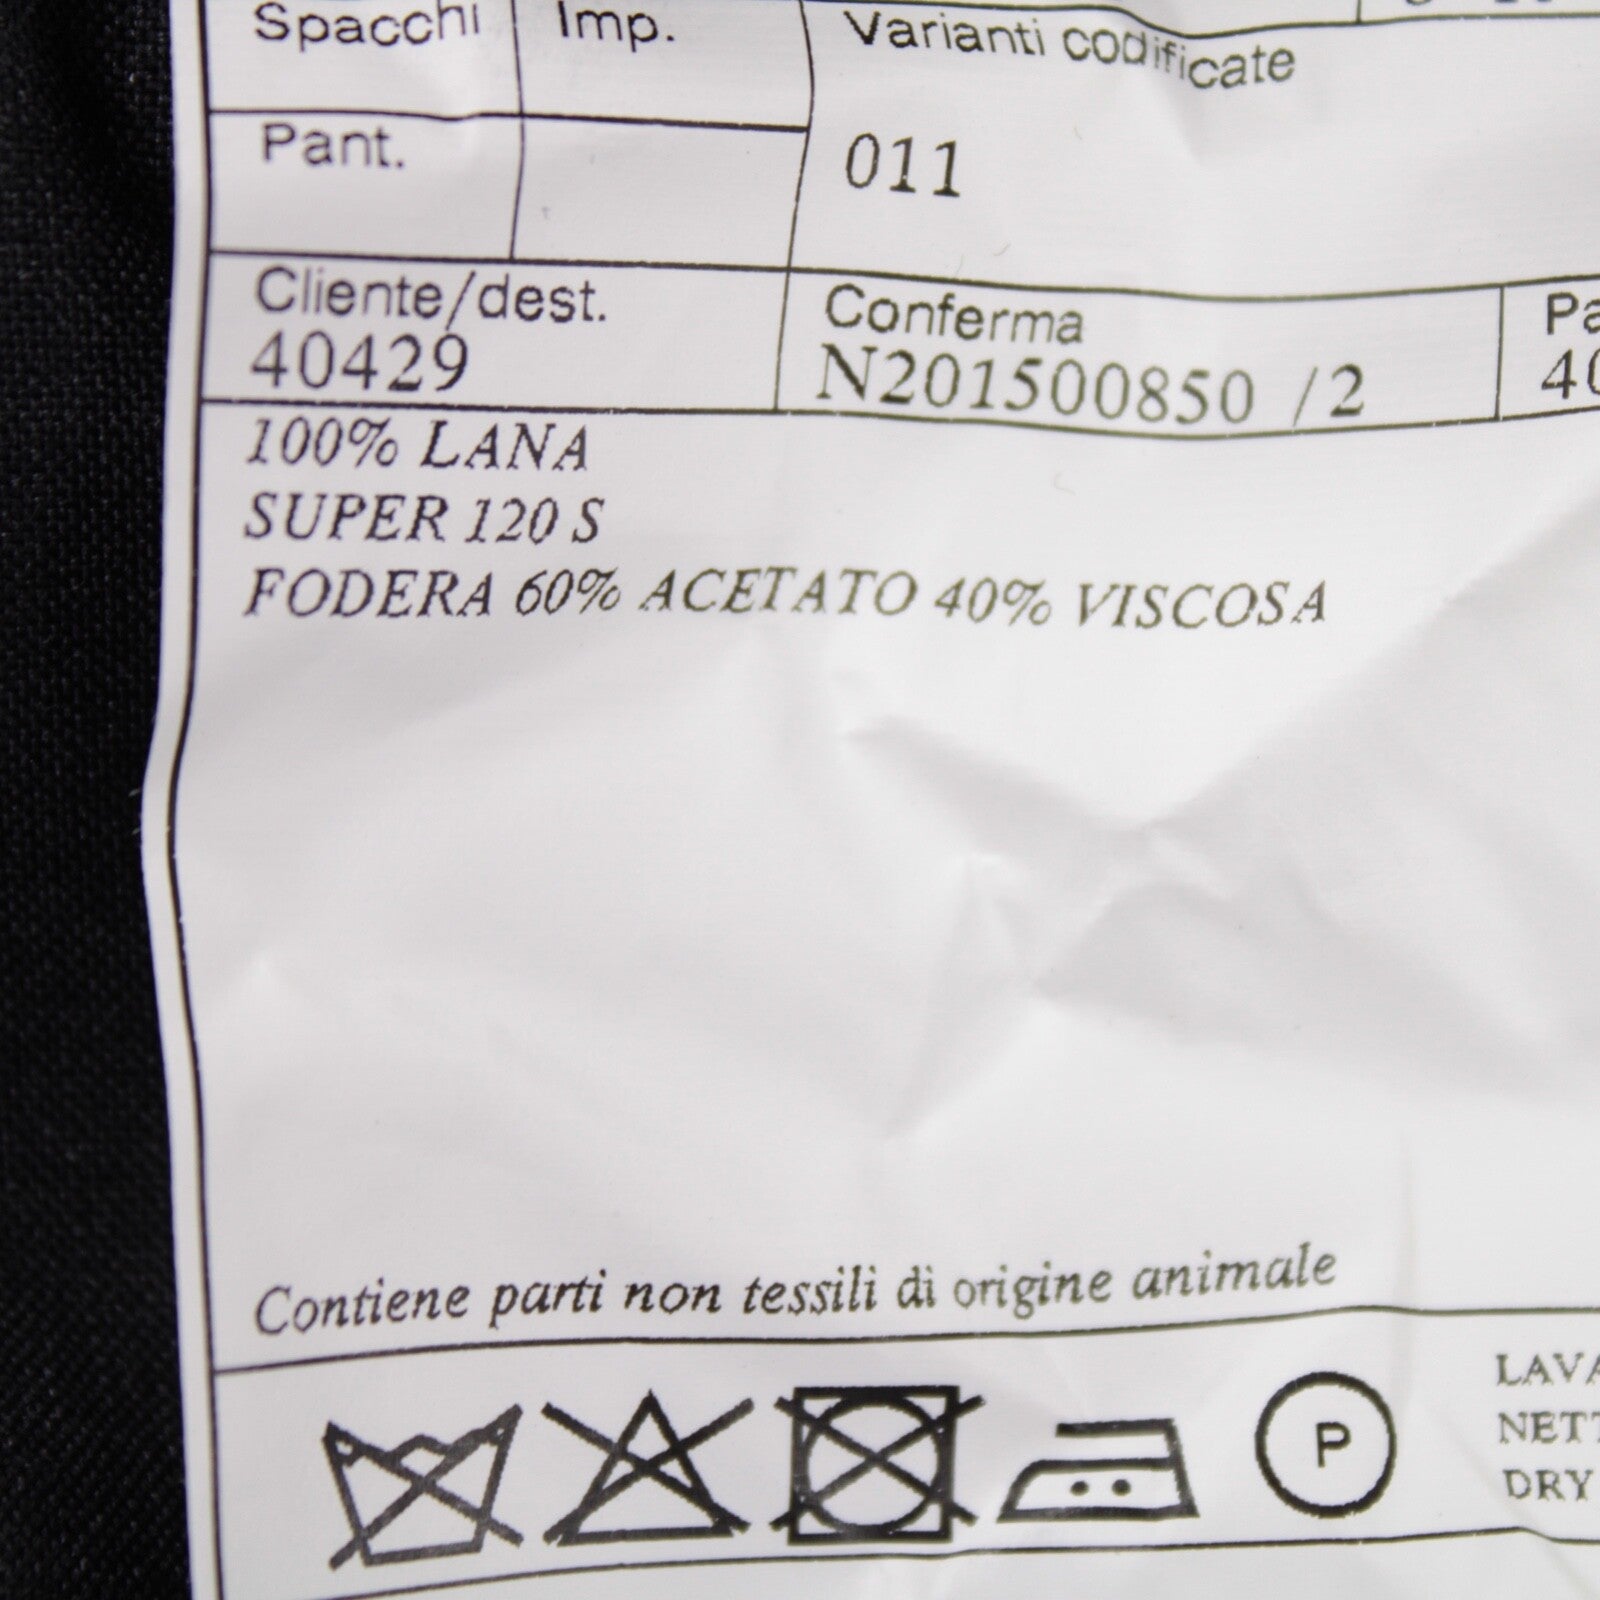 Spacchi Imp. Varianti codificate
Pant. 011
Cliente/dest. Conferma
40429 N201500850 /2
100% LANA
SUPER 120 S
FODERA 60% ACETATO 40% VISCOSA
Contiene parti non tessili di origine animale
P
DRY